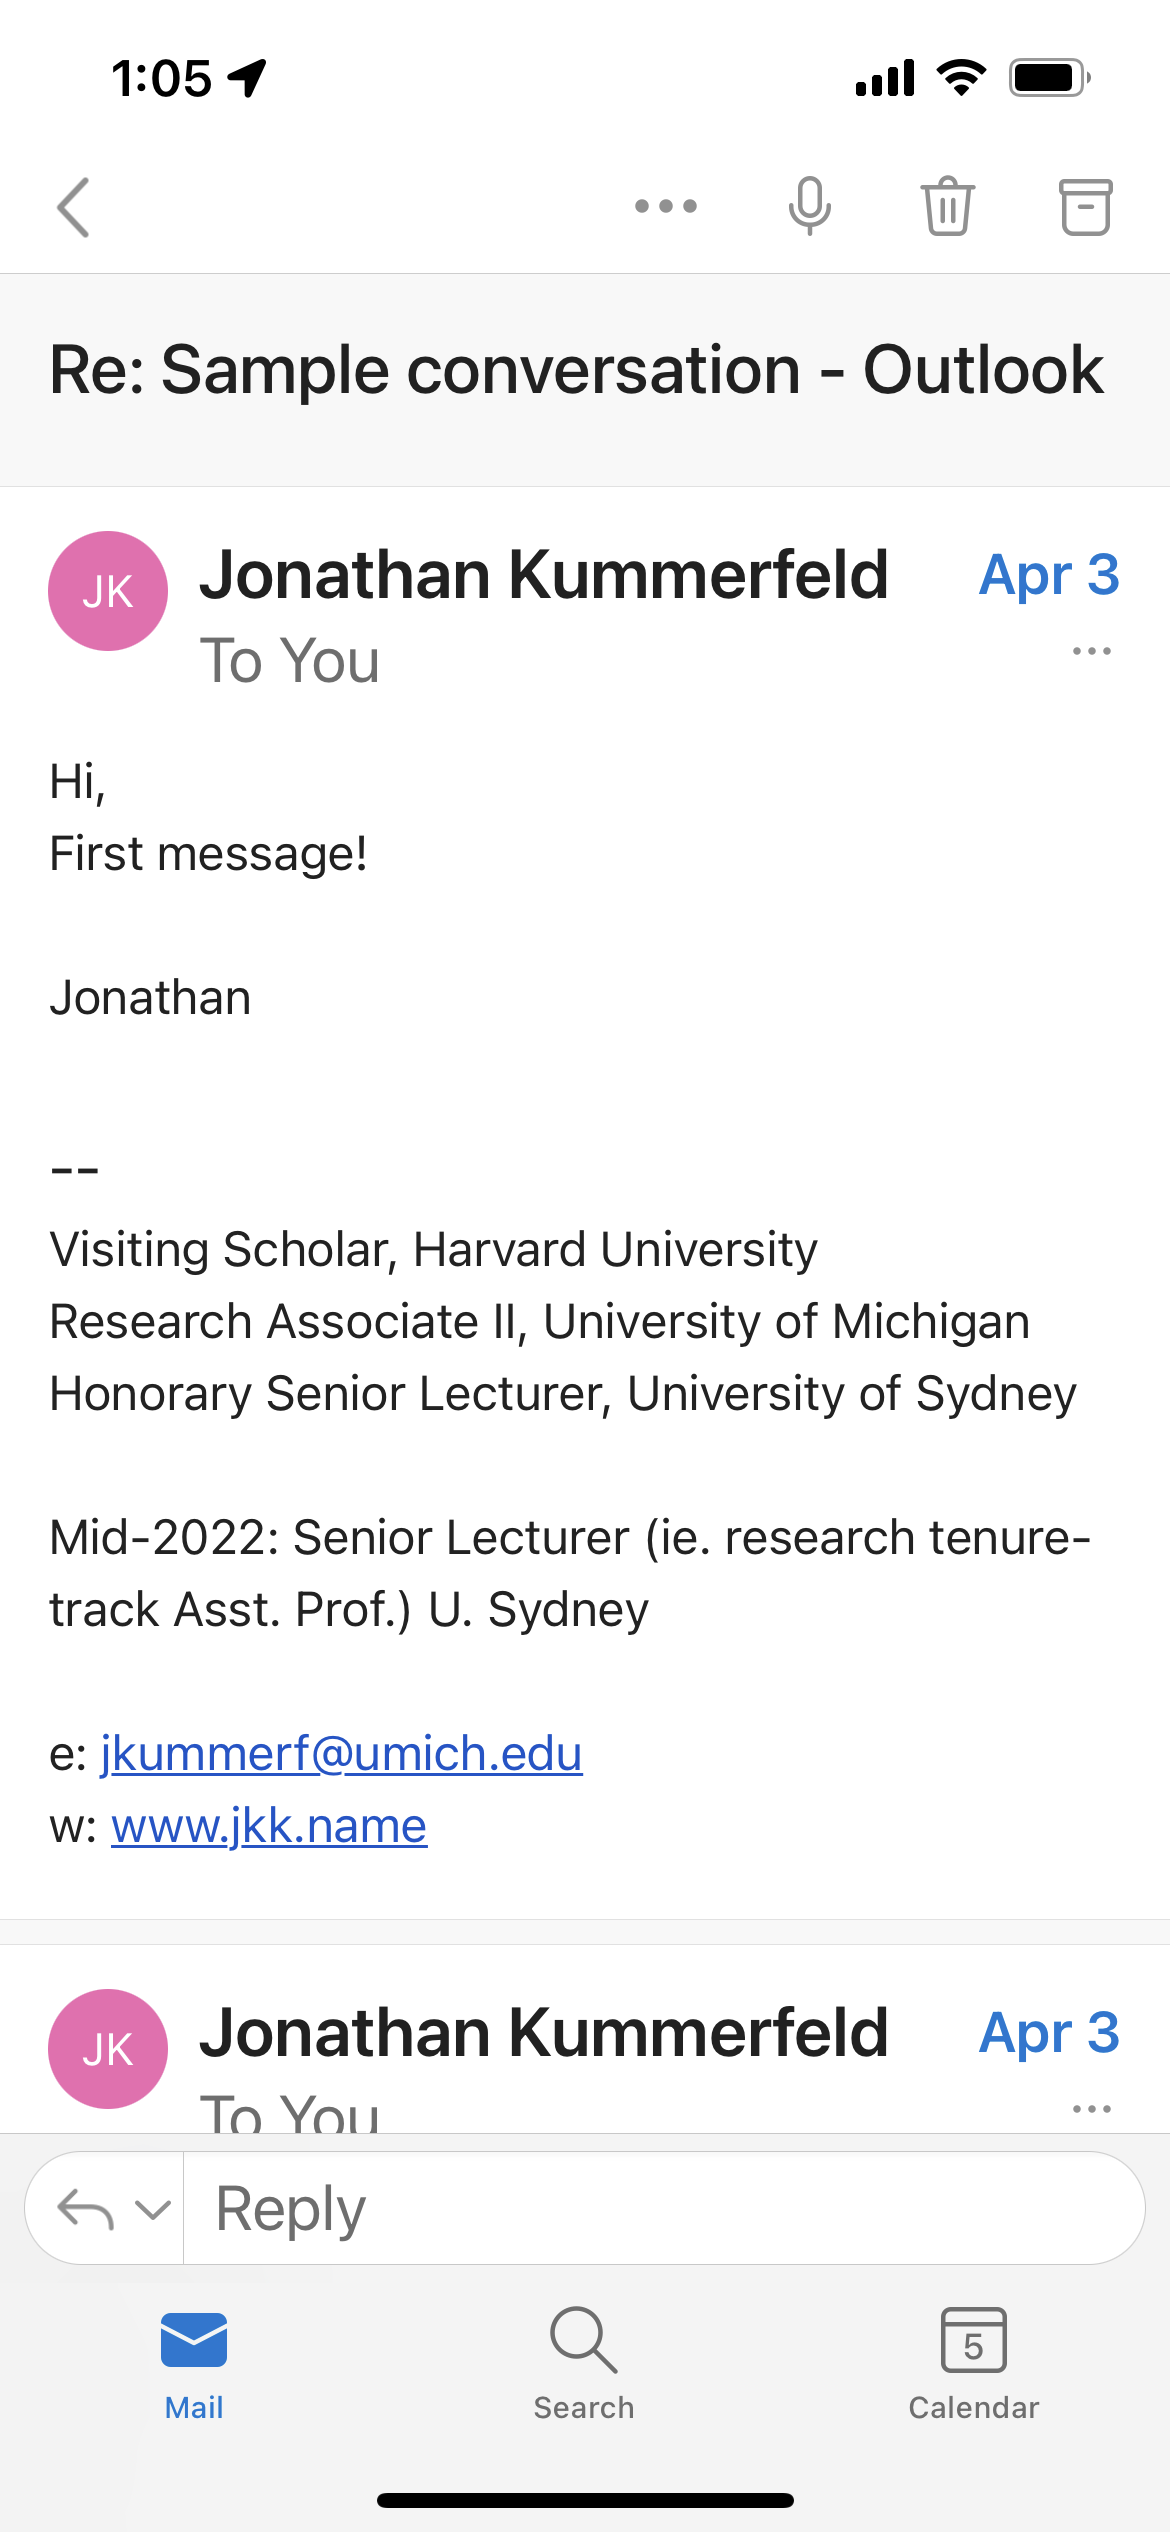 1:05
Re: Sample conversation - Outlook
JK
Jonathan Kummerfeld
Apr 3
To You
Hi,
First message!
Jonathan
--
Visiting Scholar, Harvard University
Research Associate II, University of Michigan
Honorary Senior Lecturer, University of Sydney
Mid-2022: Senior Lecturer (ie. research tenure-
track Asst. Prof.) U. Sydney
e: jkummerf@umich.edu
w: www.jkk.name
JK
Jonathan Kummerfeld
Apr 3
To You
Reply
5
Mail
Search
Calendar